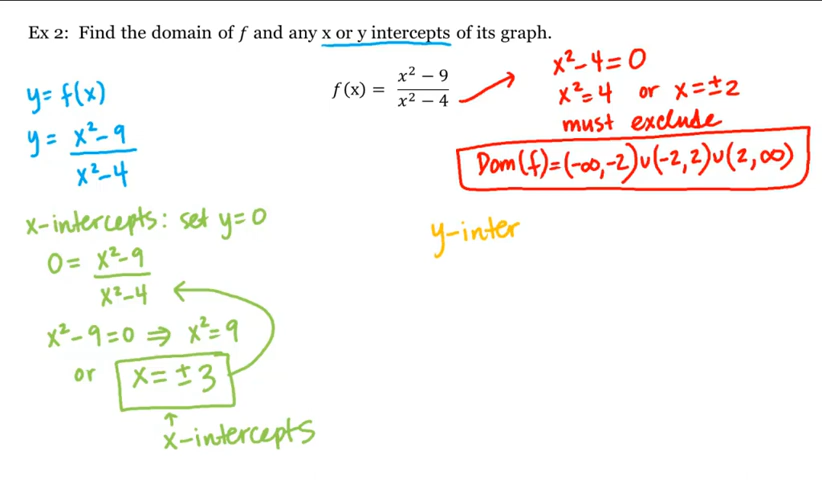 Ex 2: Find the domain of f and any x or y intercepts of its graph.
f(x) = (x² − 9)/(x² − 4)
x²-4=0
x²=4 or x=±2
must exclude
Dom(f)=(-∞,-2)∪(-2,2)∪(2,∞)
y=f(x)
y= (x²-9)/(x²-4)
x-intercepts: set y=0
0= (x²-9)/(x²-4)
x²-9=0 ⇒ x²=9
or x=±3
↑
x-intercepts
y-inter